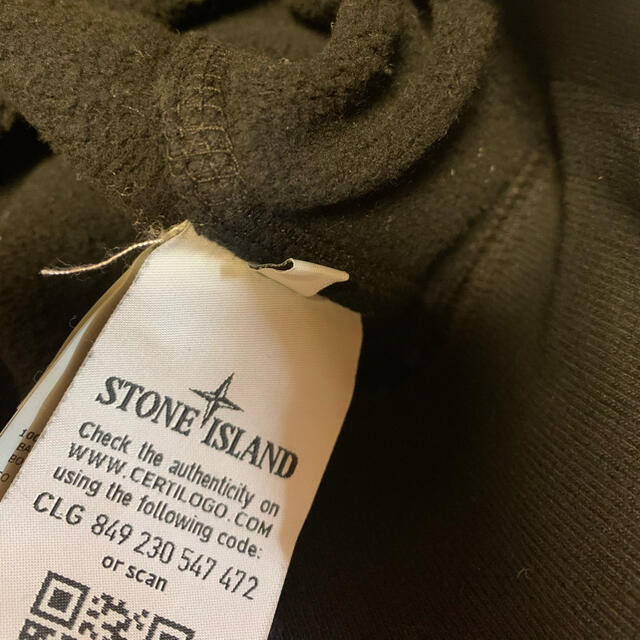 STONE ISLAND
Check the authenticity on
WWW.CERTILOGO.COM
using the following code:
CLG 849 230 547 472
or scan